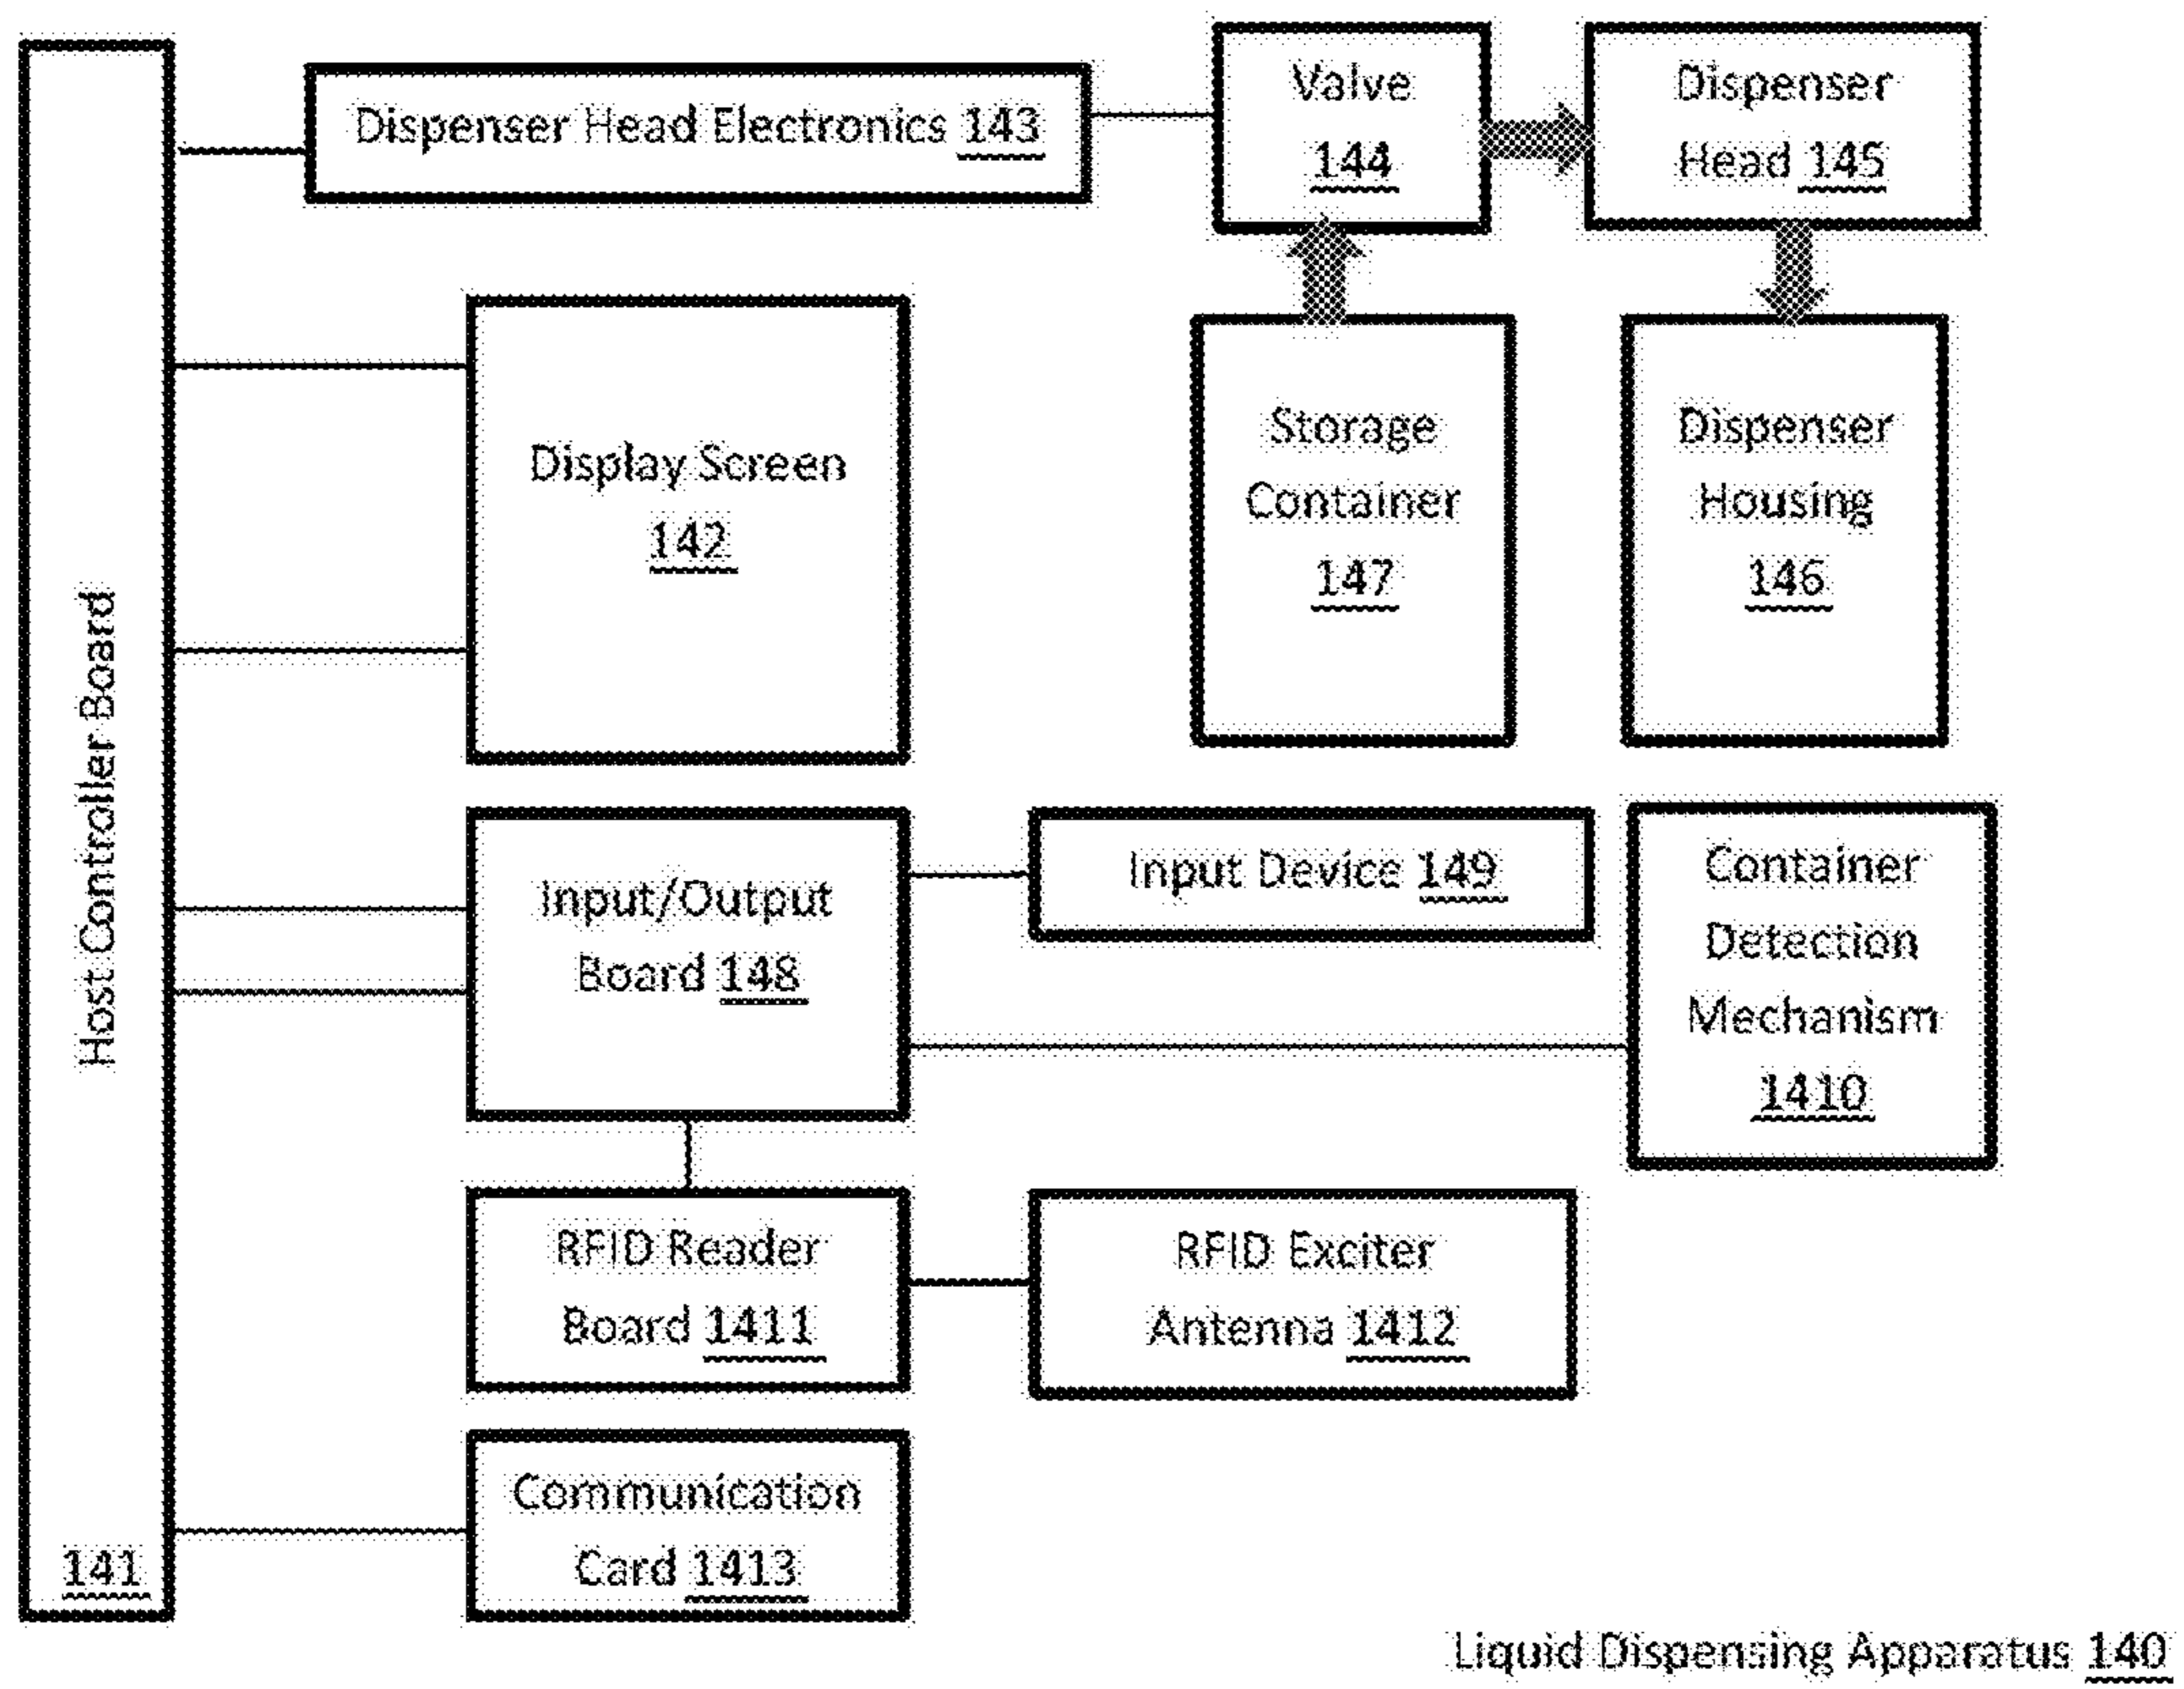 Dispenser Head Electronics 143
Valve
144
Dispenser
Head 145
Display Screen
142
Storage
Container
147
Dispenser
Housing
146
Host Controller Board
141
Input/Output
Board 148
Input Device 149
Container
Detection
Mechanism
1410
RFID Reader
Board 1411
RFID Exciter
Antenna 1412
Communication
Card 1413
Liquid Dispensing Apparatus 140